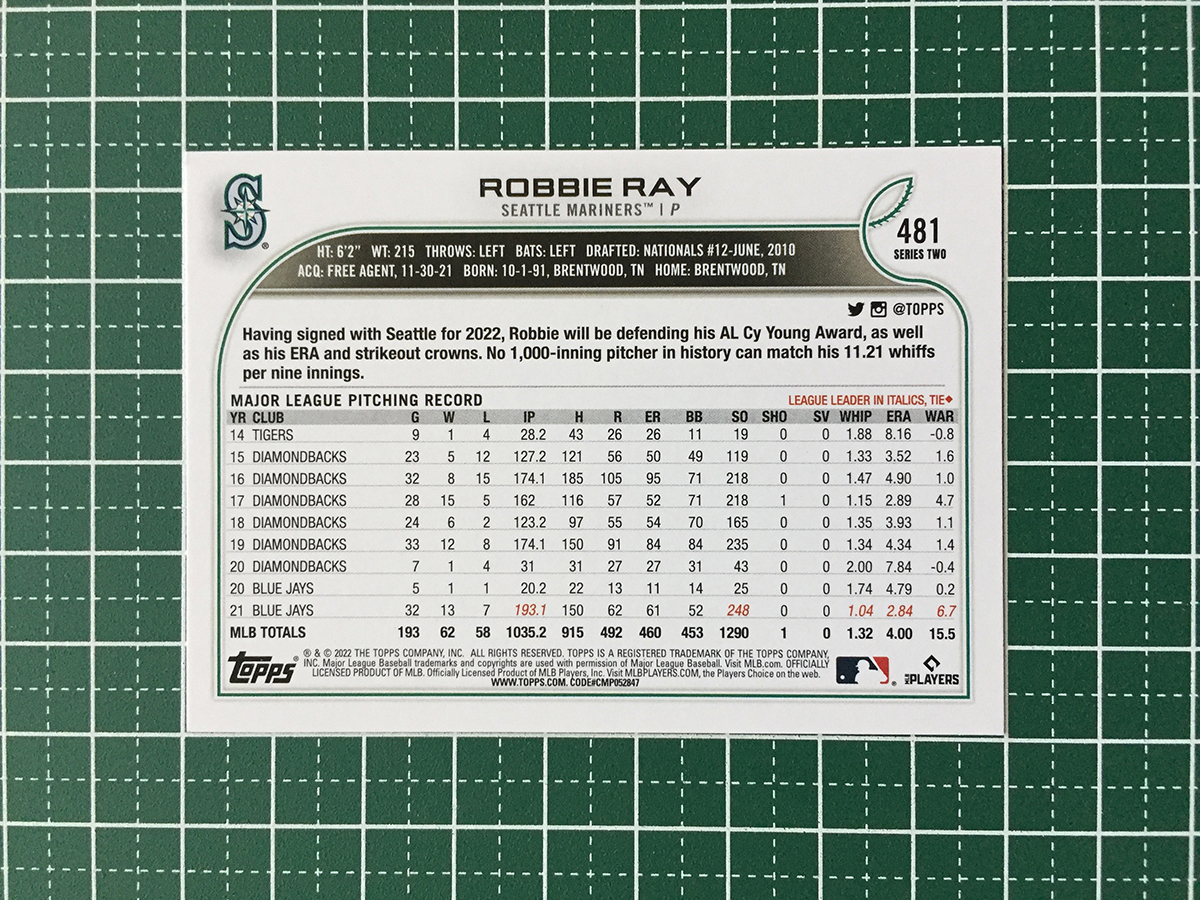 ROBBIE RAY
SEATTLE MARINERS™ | P
481
SERIES TWO
HT: 6'2" WT: 215 THROWS: LEFT BATS: LEFT DRAFTED: NATIONALS #12-JUNE, 2010
ACQ: FREE AGENT, 11-30-21 BORN: 10-1-91, BRENTWOOD, TN HOME: BRENTWOOD, TN
@TOPPS
Having signed with Seattle for 2022, Robbie will be defending his AL Cy Young Award, as well
as his ERA and strikeout crowns. No 1,000-inning pitcher in history can match his 11.21 whiffs
per nine innings.
MAJOR LEAGUE PITCHING RECORD LEAGUE LEADER IN ITALICS, TIE◆
YR CLUB G W L IP H R ER BB SO SHO SV WHIP ERA WAR
14 TIGERS 9 1 4 28.2 43 26 26 11 19 0 0 1.88 8.16 -0.8
15 DIAMONDBACKS 23 5 12 127.2 121 56 50 49 119 0 0 1.33 3.52 1.6
16 DIAMONDBACKS 32 8 15 174.1 185 105 95 71 218 0 0 1.47 4.90 1.0
17 DIAMONDBACKS 28 15 5 162 116 57 52 71 218 1 0 1.15 2.89 4.7
18 DIAMONDBACKS 24 6 2 123.2 97 55 54 70 165 0 0 1.35 3.93 1.1
19 DIAMONDBACKS 33 12 8 174.1 150 91 84 84 235 0 0 1.34 4.34 1.4
20 DIAMONDBACKS 7 1 4 31 31 27 27 31 43 0 0 2.00 7.84 -0.4
20 BLUE JAYS 5 1 1 20.2 22 13 11 14 25 0 0 1.74 4.79 0.2
21 BLUE JAYS 32 13 7 193.1 150 62 61 52 248 0 0 1.04 2.84 6.7
MLB TOTALS 193 62 58 1035.2 915 492 460 453 1290 1 0 1.32 4.00 15.5
topps®
® & © 2022 THE TOPPS COMPANY, INC. ALL RIGHTS RESERVED. TOPPS IS A REGISTERED TRADEMARK OF THE TOPPS COMPANY,
INC. Major League Baseball trademarks and copyrights are used with permission of Major League Baseball. Visit MLB.com. OFFICIALLY
LICENSED PRODUCT OF MLB. Officially Licensed Product of MLB Players, Inc. Visit MLBPLAYERS.COM, the Players Choice on the web.
WWW.TOPPS.COM. CODE#CMP052847
MLB PLAYERS